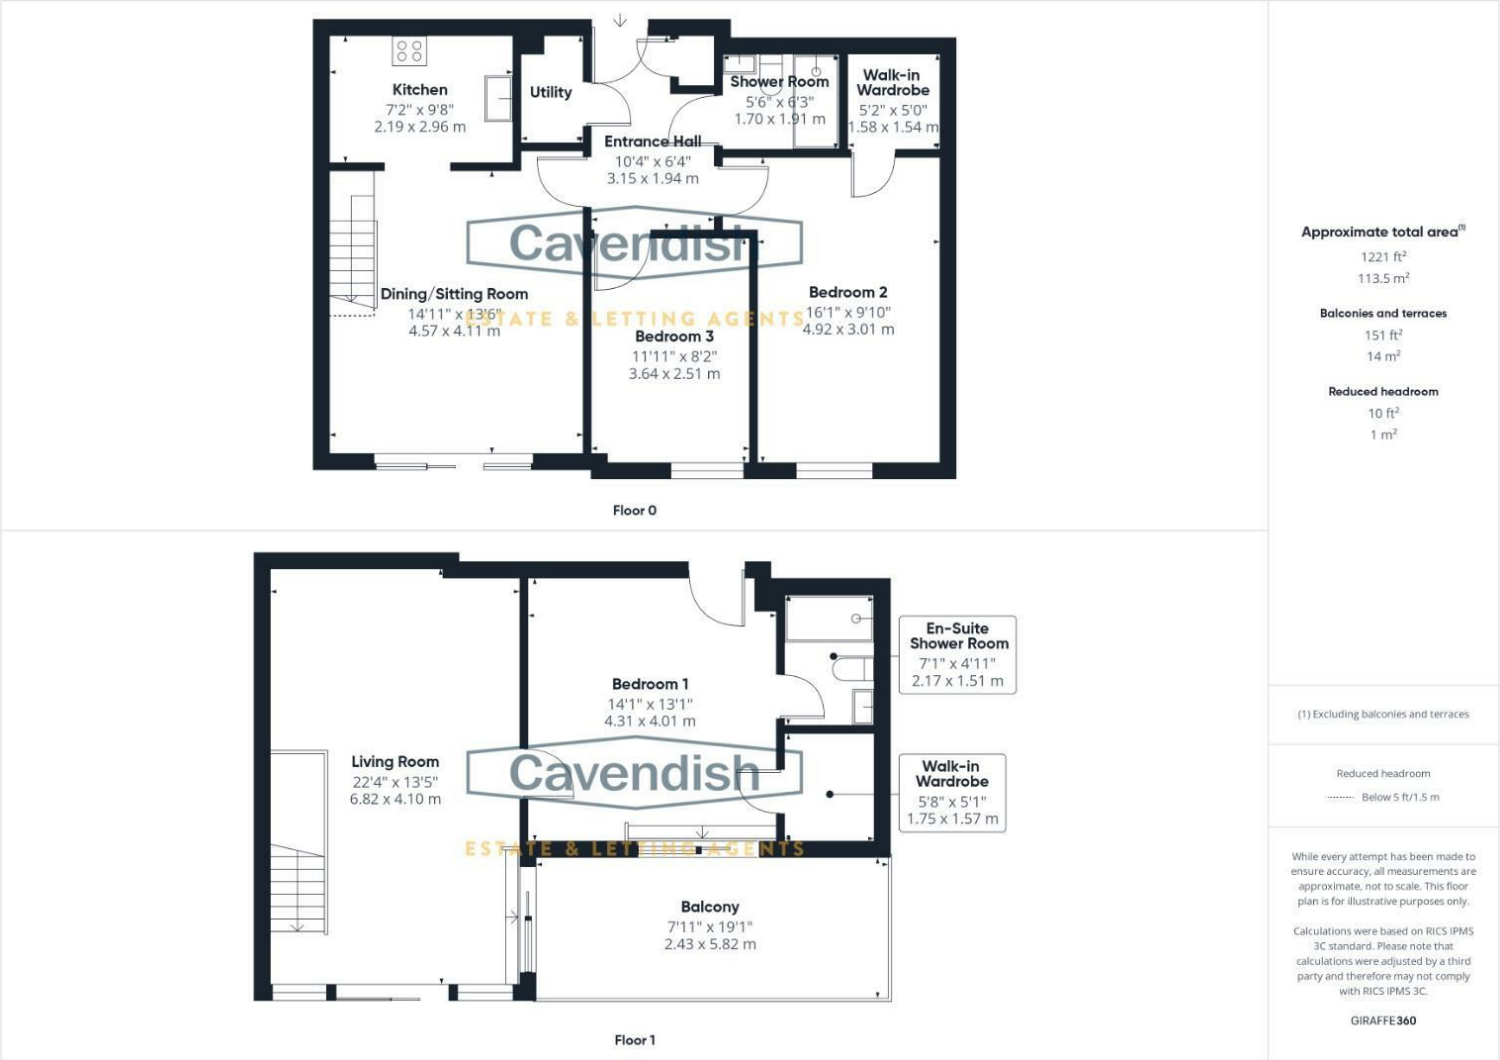 Kitchen
7'2" x 9'8"
2.19 x 2.96 m
Utility
Shower Room
5'6" x 6'3"
1.70 x 1.91 m
Walk-in
Wardrobe
5'2" x 5'0"
1.58 x 1.54 m
Entrance Hall
10'4" x 6'4"
3.15 x 1.94 m
Cavendish
ESTATE & LETTING AGENTS
Dining/Sitting Room
14'11" x 13'6"
4.57 x 4.11 m
Bedroom 3
11'11" x 8'2"
3.64 x 2.51 m
Bedroom 2
16'1" x 9'10"
4.92 x 3.01 m
Floor 0
En-Suite
Shower Room
7'1" x 4'11"
2.17 x 1.51 m
Bedroom 1
14'1" x 13'1"
4.31 x 4.01 m
Living Room
22'4" x 13'5"
6.82 x 4.10 m
Cavendish
ESTATE & LETTING AGENTS
Walk-in
Wardrobe
5'8" x 5'1"
1.75 x 1.57 m
Balcony
7'11" x 19'1"
2.43 x 5.82 m
Floor 1
Approximate total area(1)
1221 ft²
113.5 m²
Balconies and terraces
151 ft²
14 m²
Reduced headroom
10 ft²
1 m²
(1) Excluding balconies and terraces
Reduced headroom
Below 5 ft/1.5 m
While every attempt has been made to
ensure accuracy, all measurements are
approximate, not to scale. This floor
plan is for illustrative purposes only.
Calculations were based on RICS IPMS
3C standard. Please note that
calculations were adjusted by a third
party and therefore may not comply
with RICS IPMS 3C.
GIRAFFE360